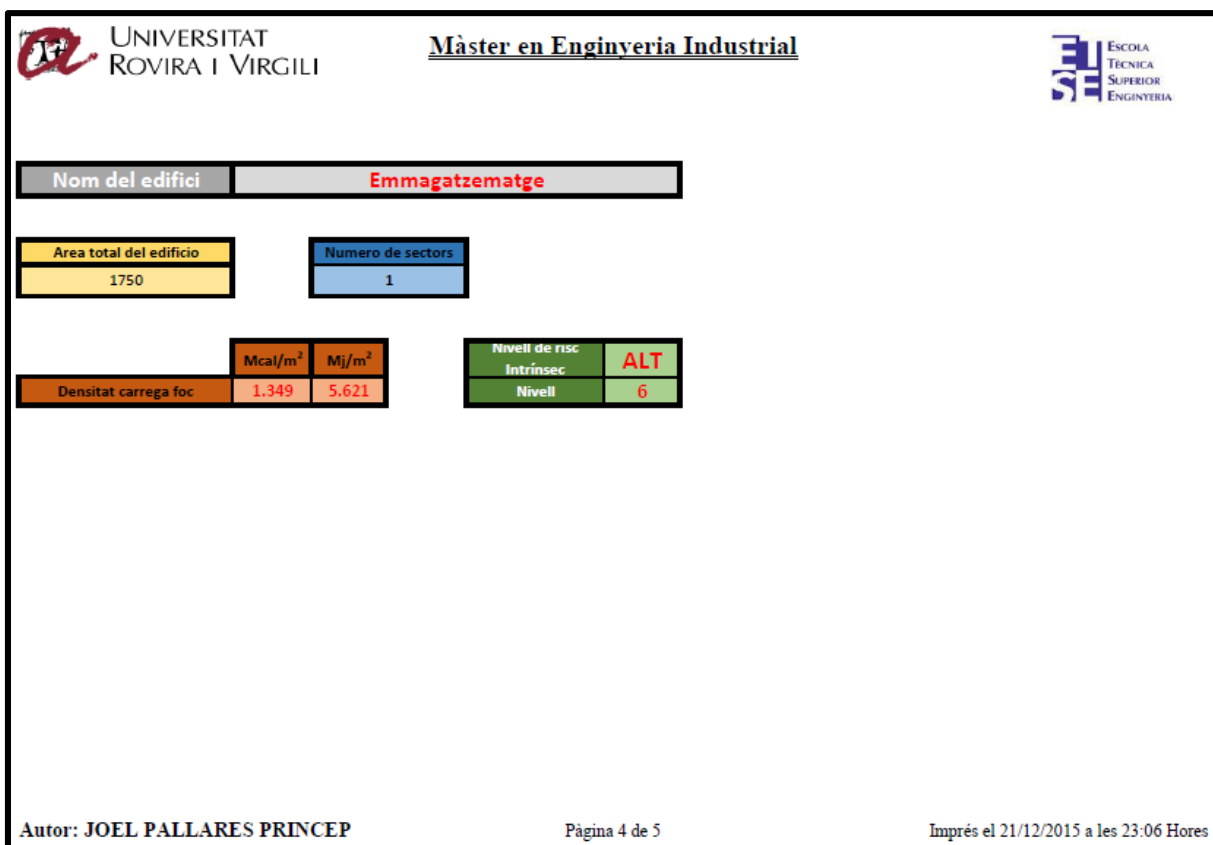 UNIVERSITAT
ROVIRA I VIRGILI
Màster en Enginyeria Industrial
ESCOLA
TÈCNICA
SUPERIOR
ENGINYERIA
Nom del edifici Emmagatzematge
Area total del edificio Numero de sectors
1750 1
Mcal/m² Mj/m² Nivell de risc Intrínsec ALT
Densitat carrega foc 1.349 5.621 Nivell 6
Autor: JOEL PALLARES PRINCEP Pàgina 4 de 5 Imprés el 21/12/2015 a les 23:06 Hores